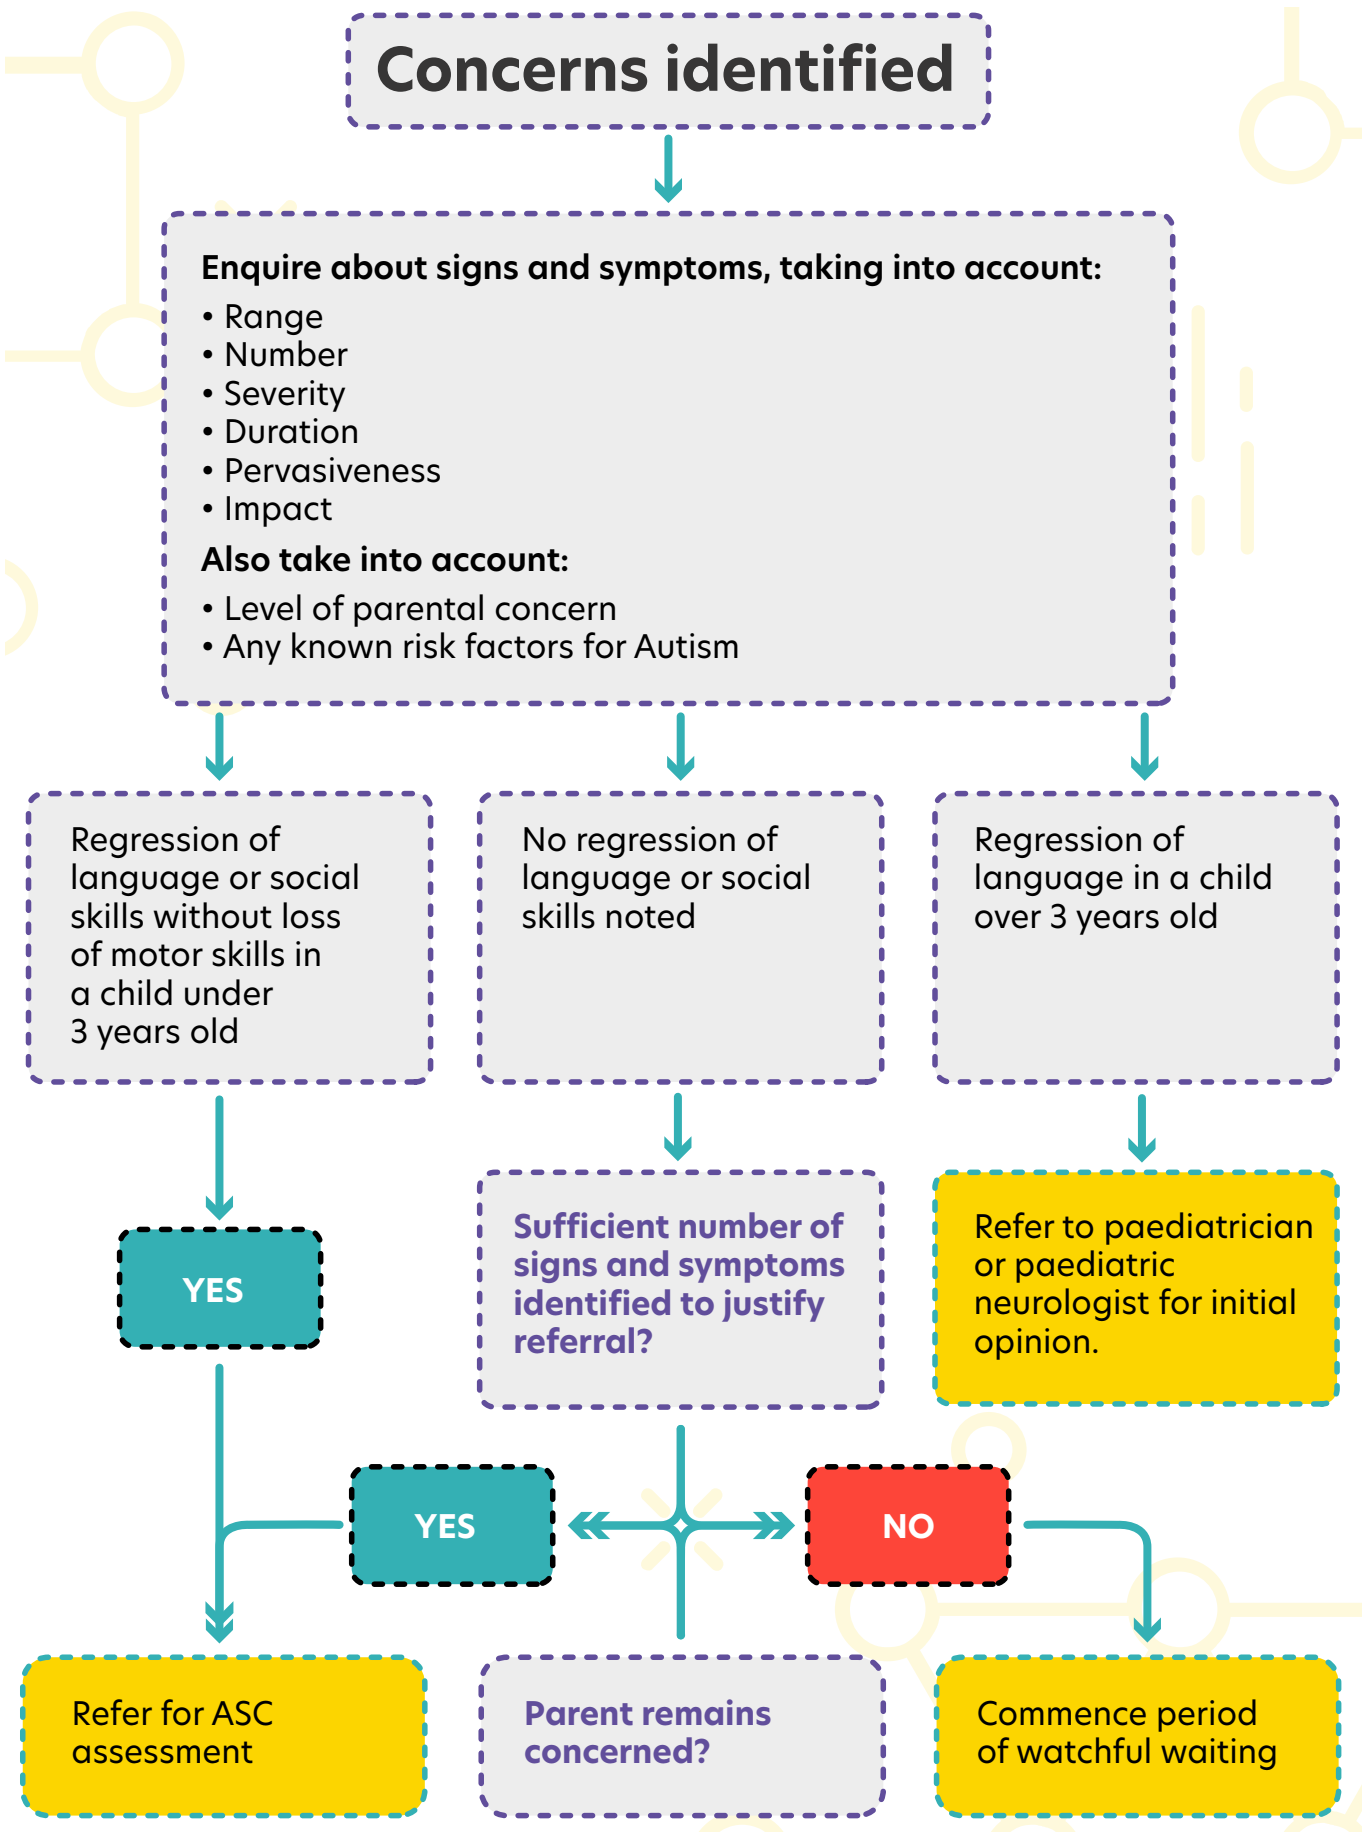 Concerns identified
Enquire about signs and symptoms, taking into account:
• Range
• Number
• Severity
• Duration
• Pervasiveness
• Impact
Also take into account:
• Level of parental concern
• Any known risk factors for Autism
Regression of
language or social
skills without loss
of motor skills in
a child under
3 years old
No regression of
language or social
skills noted
Regression of
language in a child
over 3 years old
YES
Sufficient number of
signs and symptoms
identified to justify
referral?
Refer to paediatrician
or paediatric
neurologist for initial
opinion.
YES
NO
Refer for ASC
assessment
Parent remains
concerned?
Commence period
of watchful waiting